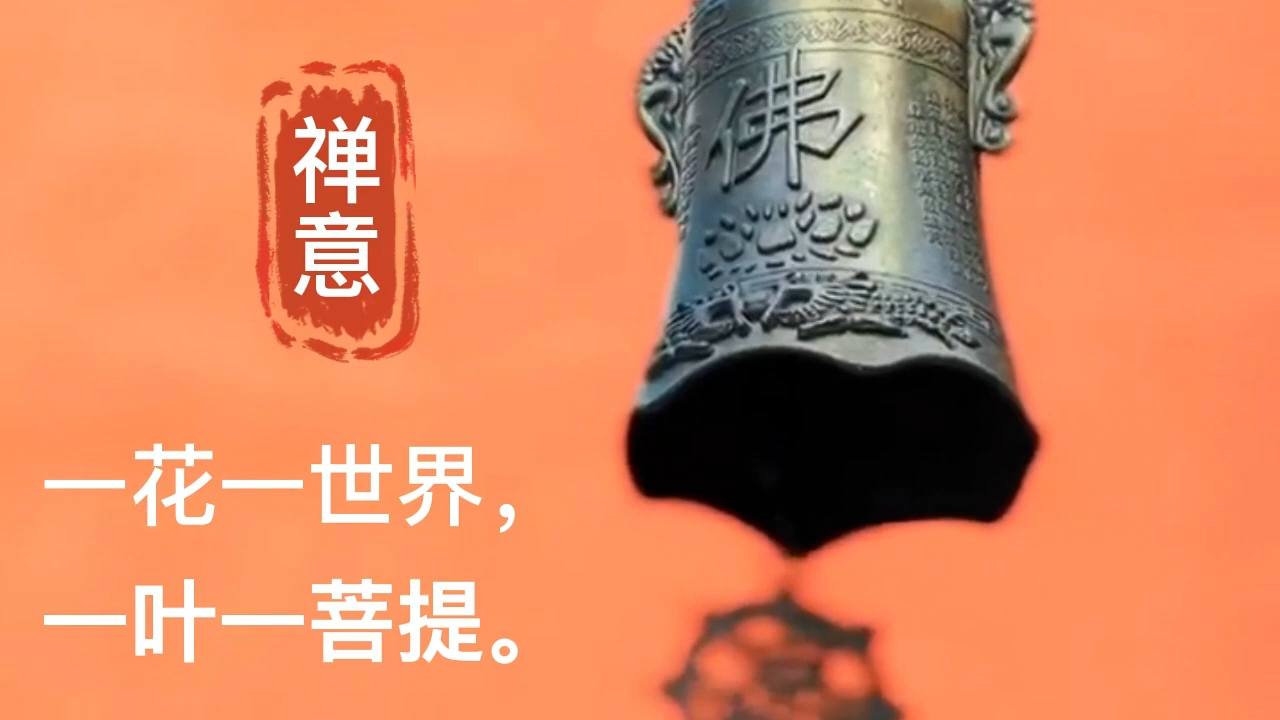 禅意
佛
一花一世界，
一叶一菩提。